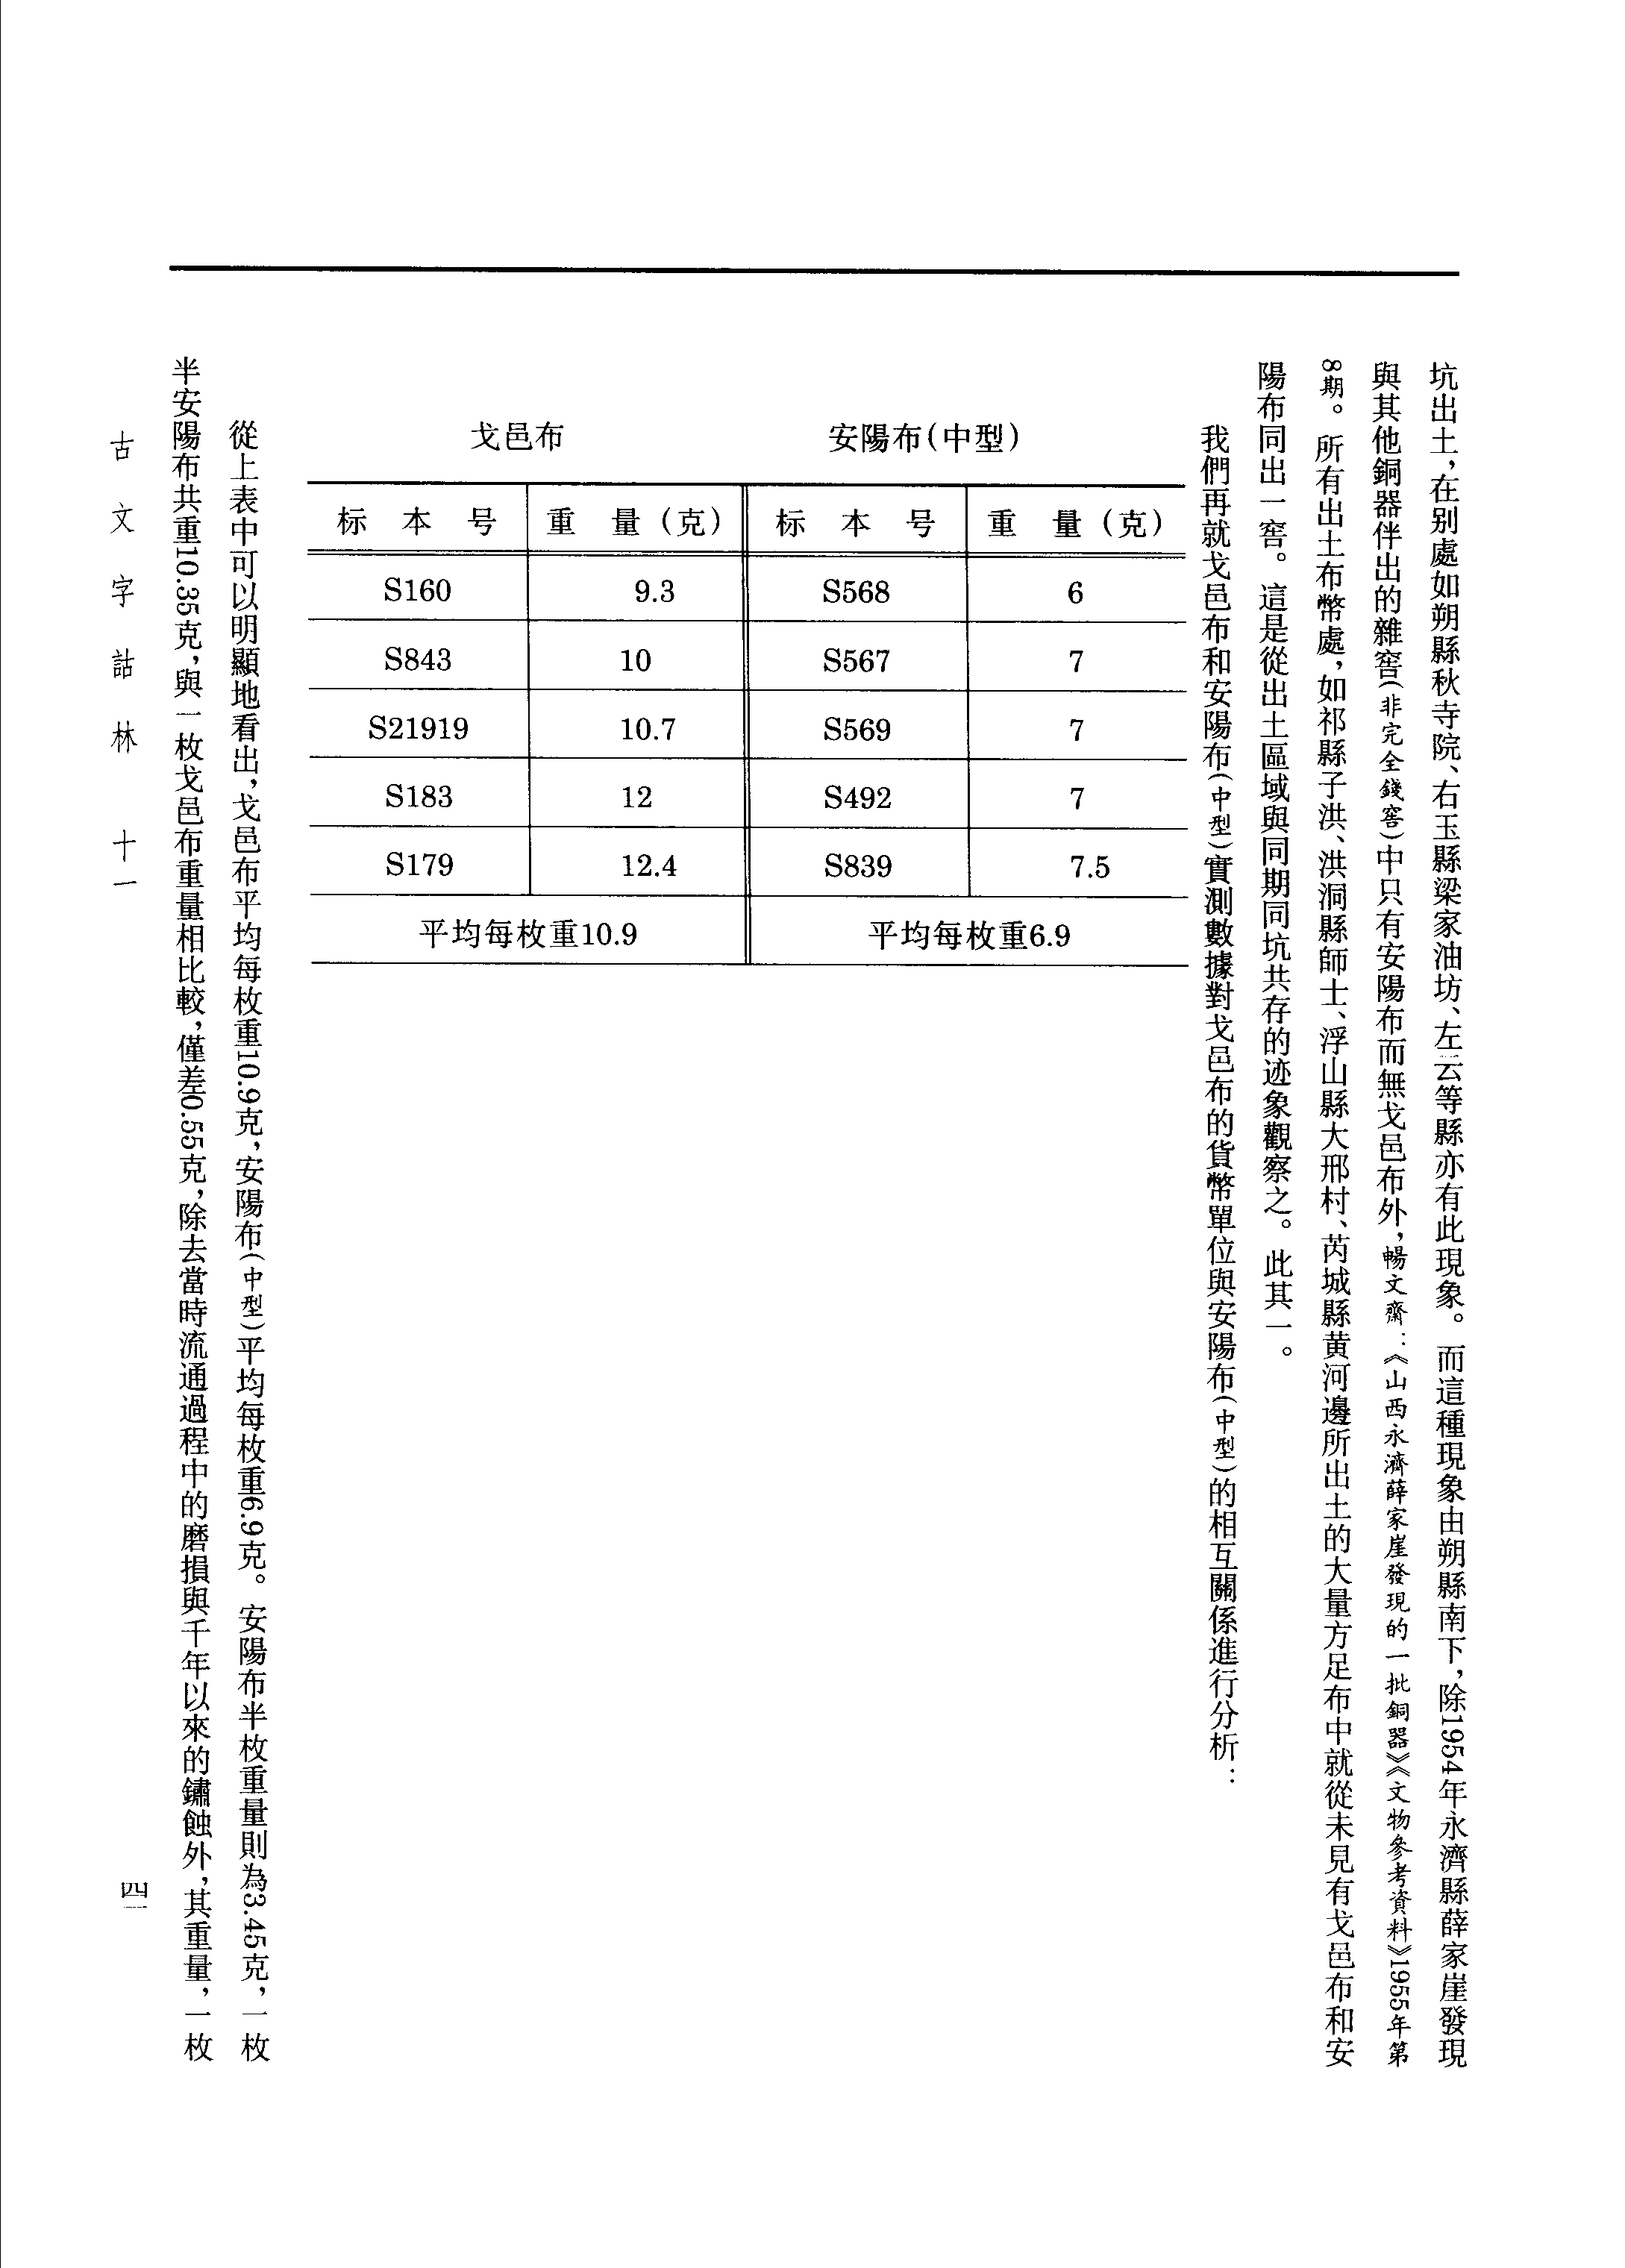 坑出土，在别處如朔縣秋寺院、右玉縣梁家油坊、左云等縣亦有此現象。而這種現象由朔縣南下，除1954年永濟縣薛家崖發現
與其他銅器伴出的雜窖（非完全錢窖）中只有安陽布而無戈邑布外，暢文齋：《山西永濟薛家崖發現的一批銅器》《文物參考資料》1955年第
8期。所有出土布幣處，如祁縣子洪、洪洞縣師士、浮山縣大邢村、芮城縣黄河邊所出土的大量方足布中就從未見有戈邑布和安
陽布同出一窖。這是從出土區域與同期同坑共存的迹象觀察之。此其一。
我們再就戈邑布和安陽布（中型）實測數據對戈邑布的貨幣單位與安陽布（中型）的相互關係進行分析：
戈邑布 安陽布（中型）
标本号 重量（克） 标本号 重量（克）
S160 9.3 S568 6
S843 10 S567 7
S21919 10.7 S569 7
S183 12 S492 7
S179 12.4 S839 7.5
平均每枚重10.9 平均每枚重6.9
從上表中可以明顯地看出，戈邑布平均每枚重10.9克，安陽布（中型）平均每枚重6.9克。安陽布半枚重量則為3.45克，一枚
半安陽布共重10.35克，與一枚戈邑布重量相比較，僅差0.55克，除去當時流通過程中的磨損與千年以來的鏽蝕外，其重量，一枚
古文字詁林 十一
四一